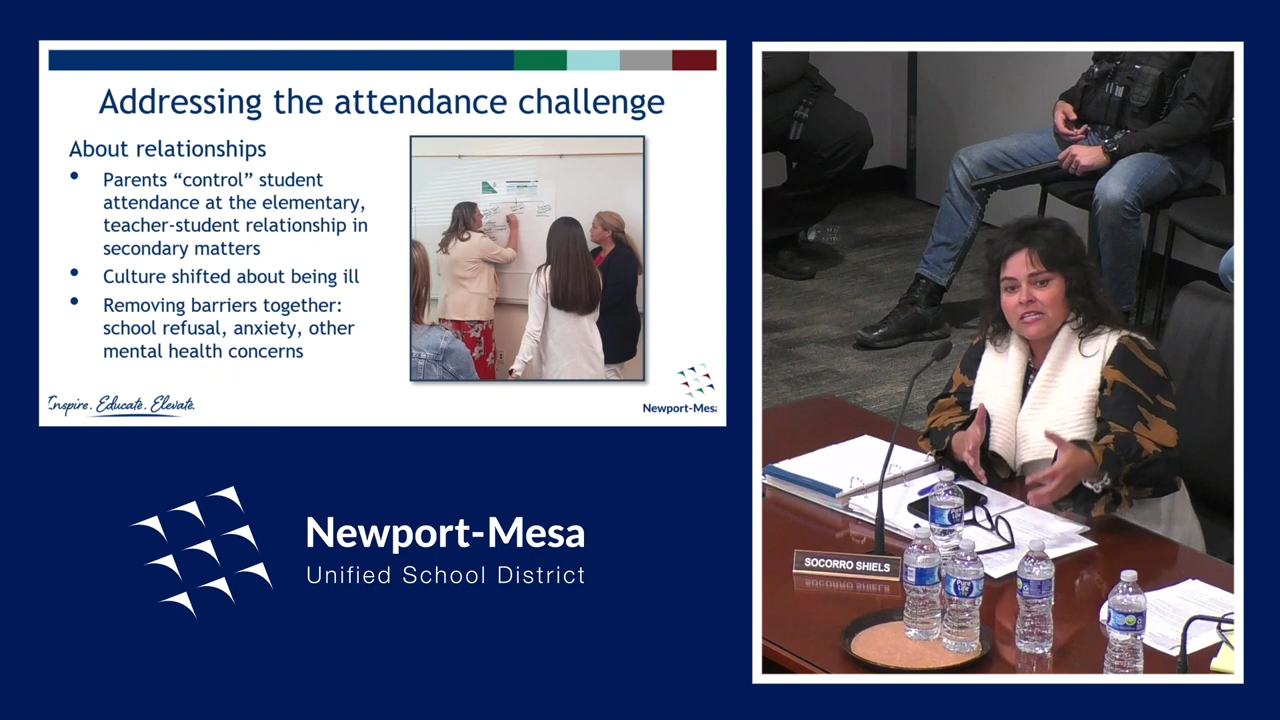 Addressing the attendance challenge
About relationships
• Parents “control” student
attendance at the elementary,
teacher-student relationship in
secondary matters
• Culture shifted about being ill
• Removing barriers together:
school refusal, anxiety, other
mental health concerns
Inspire. Educate. Elevate.
Newport-Mesa
Newport-Mesa
Unified School District
SOCORRO SHIELS
Pure
Life